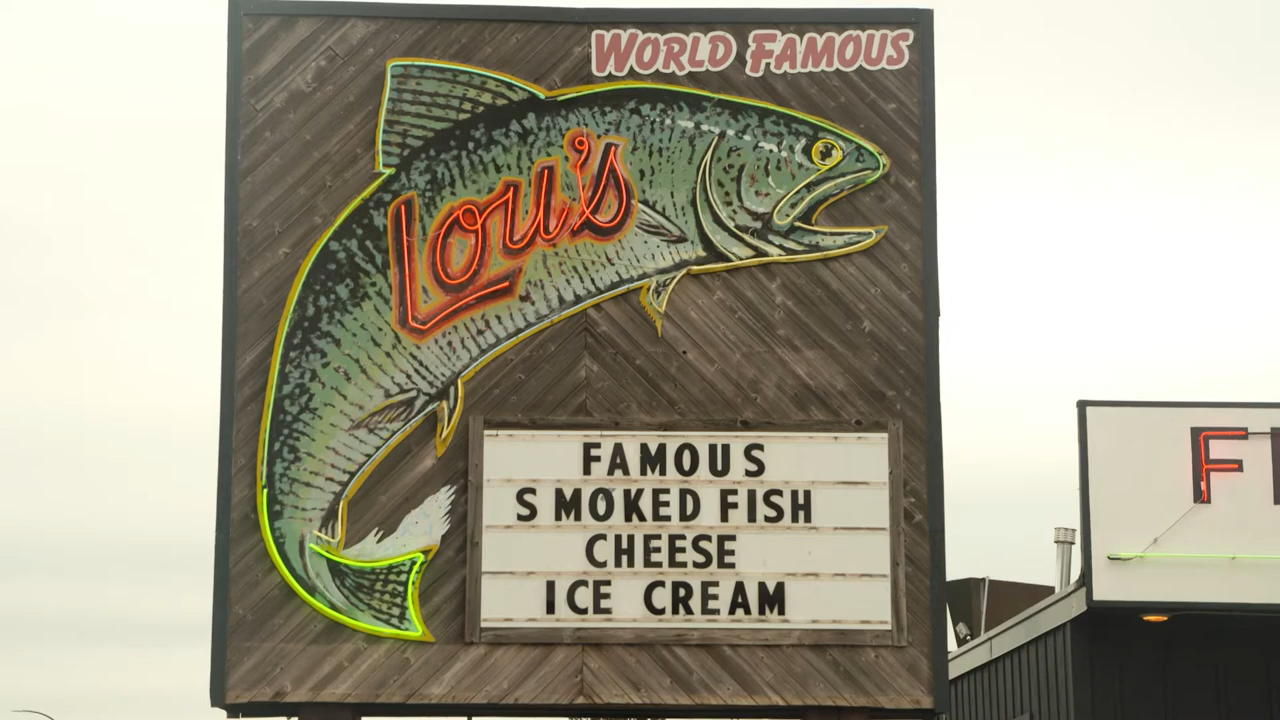 WORLD FAMOUS
Lou's
FAMOUS
SMOKED FISH
CHEESE
ICE CREAM
F